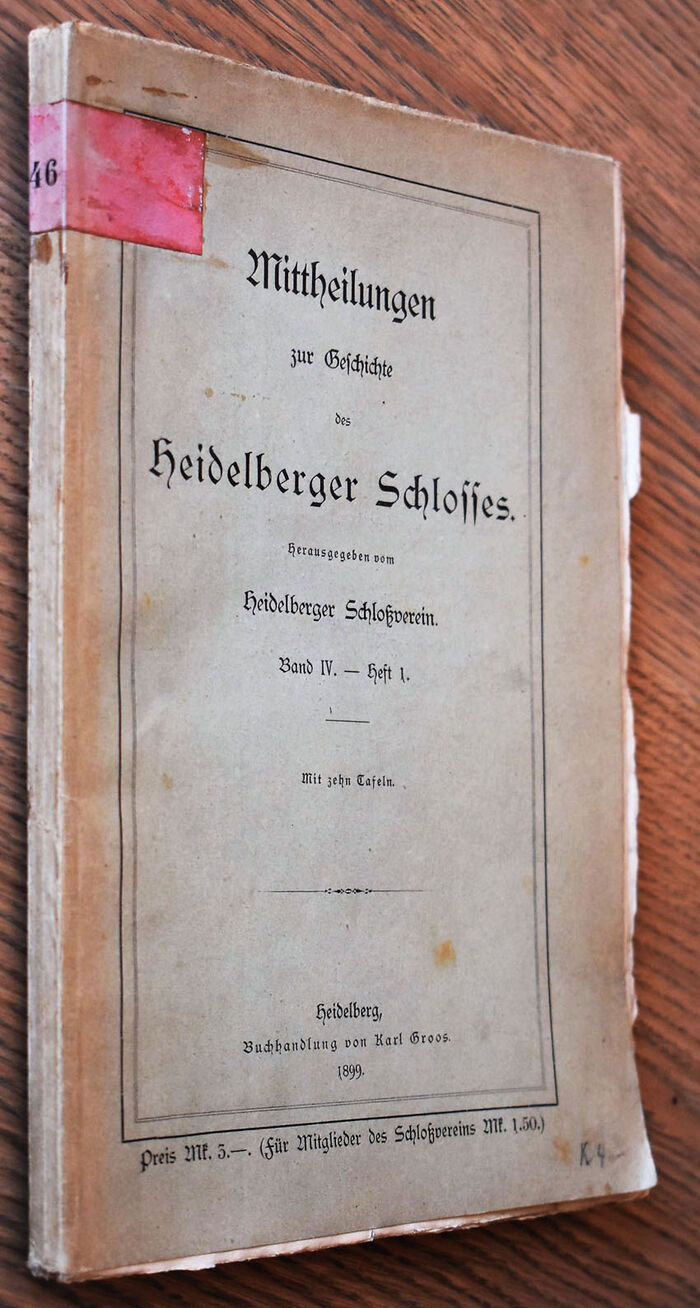 46
Mittheilungen
zur Geschichte
des
Heidelberger Schlosses.
Herausgegeben vom
Heidelberger Schloßverein.
Band IV. — Heft 1.
Mit zehn Tafeln.
Heidelberg,
Buchhandlung von Karl Groos.
1899.
Preis Mk. 3.—. (Für Mitglieder des Schloßvereins Mk. 1.50.)